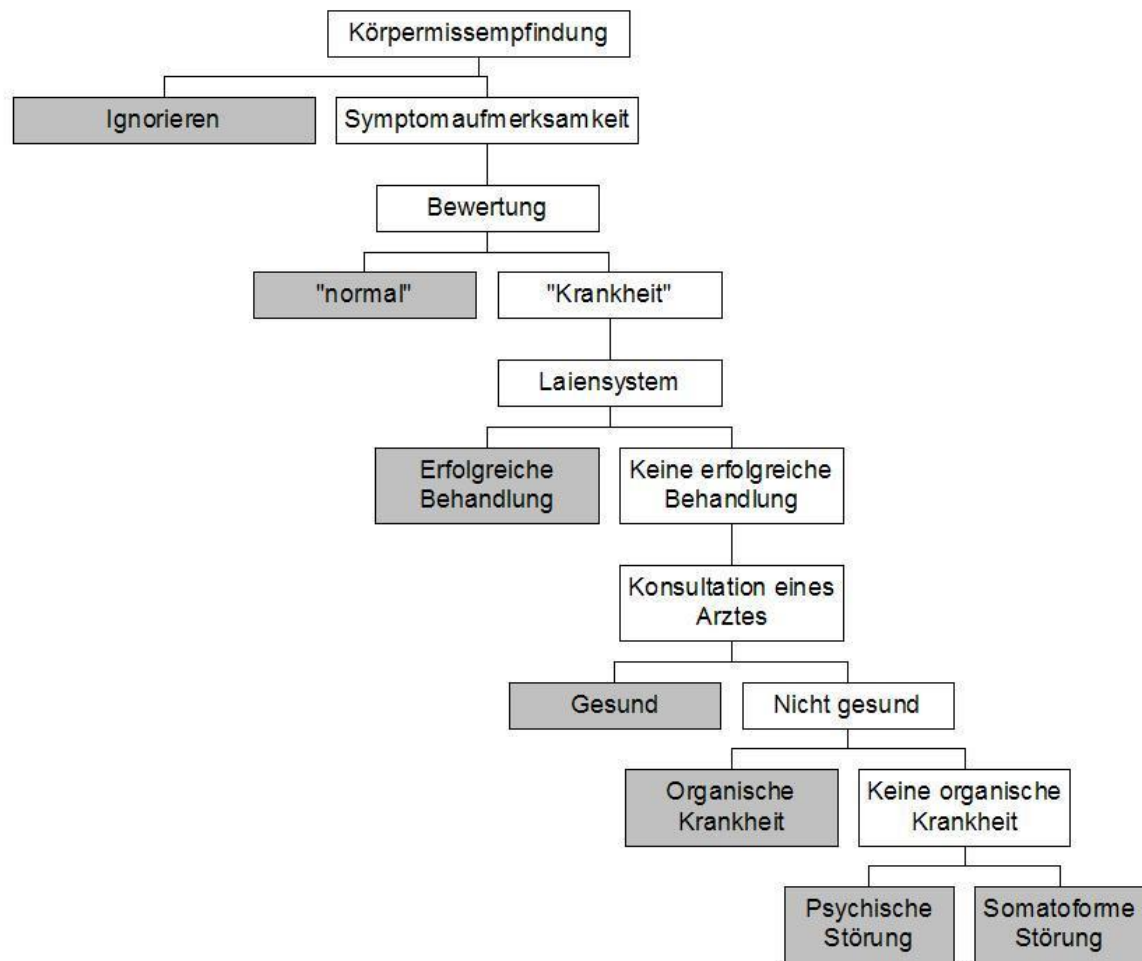 Körpermissempfindung
Ignorieren
Symptomaufmerksamkeit
Bewertung
"normal"
"Krankheit"
Laiensystem
Erfolgreiche
Behandlung
Keine erfolgreiche
Behandlung
Konsultation eines
Arztes
Gesund
Nicht gesund
Organische
Krankheit
Keine organische
Krankheit
Psychische
Störung
Somatoforme
Störung